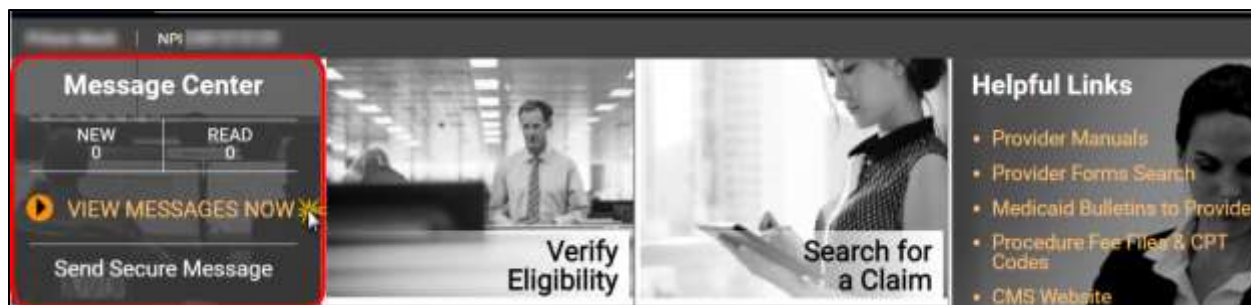 NPI
Message Center
NEW
READ
0
0
VIEW MESSAGES NOW
Send Secure Message
Verify
Eligibility
Search for
a Claim
Helpful Links
• Provider Manuals
• Provider Forms Search
• Medicaid Bulletins to Provide
• Procedure Fee Files & CPT
Codes
• CMS Website